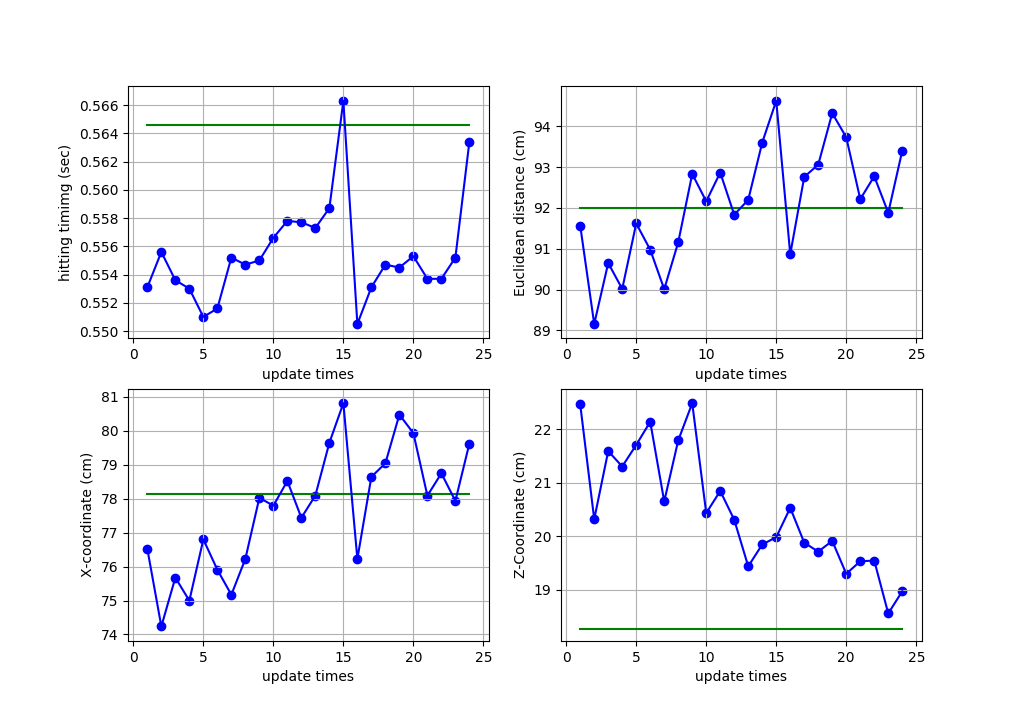 0.566
0.564
0.562
0.560
0.558
0.556
0.554
0.552
0.550
hitting timimg (sec)
0 5 10 15 20 25
update times
94
93
92
91
90
89
Euclidean distance (cm)
0 5 10 15 20 25
update times
81
80
79
78
77
76
75
74
X-coordinate (cm)
0 5 10 15 20 25
update times
22
21
20
19
Z-Coordinate (cm)
0 5 10 15 20 25
update times